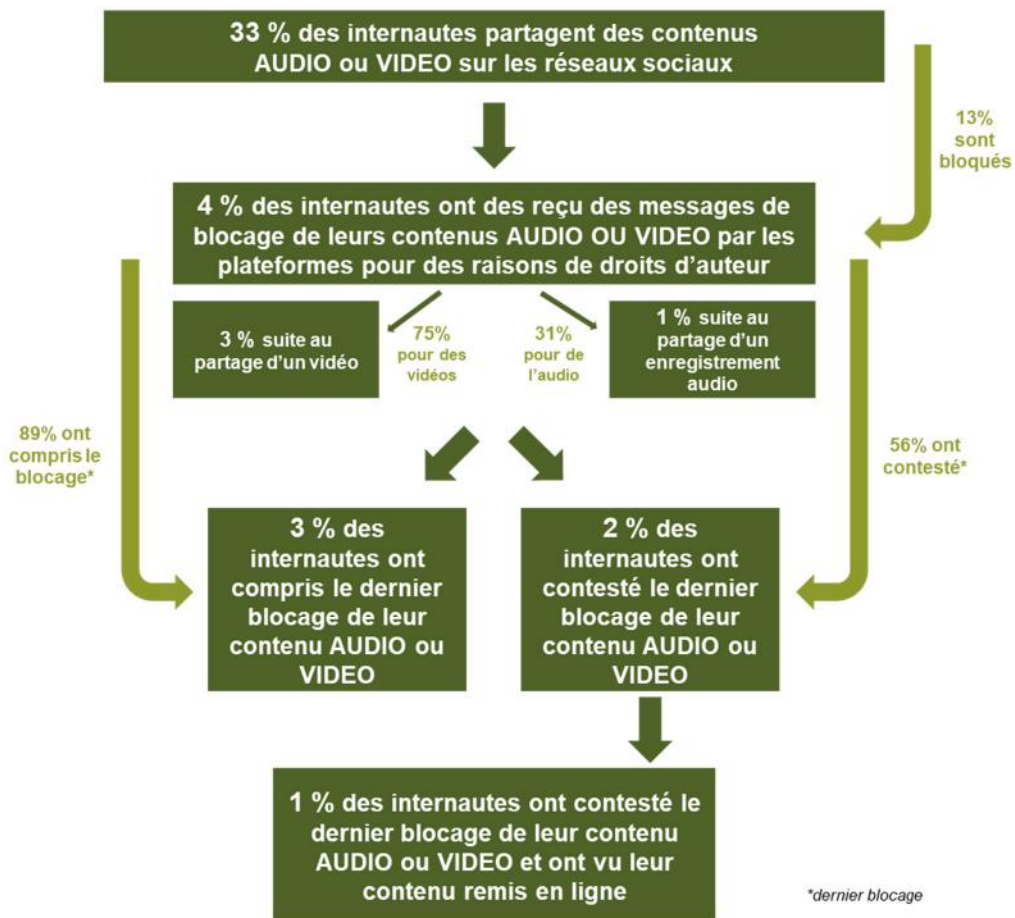 33 % des internautes partagent des contenus
AUDIO ou VIDEO sur les réseaux sociaux
13%
sont
bloqués
4 % des internautes ont des reçu des messages de
blocage de leurs contenus AUDIO OU VIDEO par les
plateformes pour des raisons de droits d'auteur
3 % suite au
partage d'un vidéo
75%
pour des
vidéos
31%
pour de
l'audio
1 % suite au
partage d'un
enregistrement
audio
89% ont
compris le
blocage*
56% ont
contesté*
3 % des
internautes ont
compris le dernier
blocage de leur
contenu AUDIO ou
VIDEO
2 % des
internautes ont
contesté le dernier
blocage de leur
contenu AUDIO ou
VIDEO
1 % des internautes ont contesté le
dernier blocage de leur contenu
AUDIO ou VIDEO et ont vu leur
contenu remis en ligne
*dernier blocage